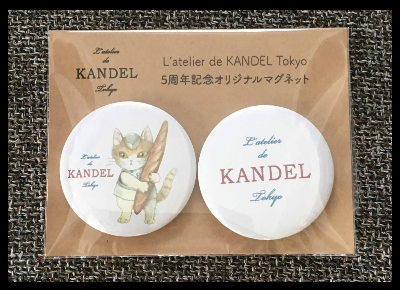 L'atelier
de
KANDEL
Tokyo
L'atelier de KANDEL Tokyo
5周年記念オリジナルマグネット
L'atelier
de
KANDEL
Tokyo
L'atelier
de
KANDEL
Tokyo